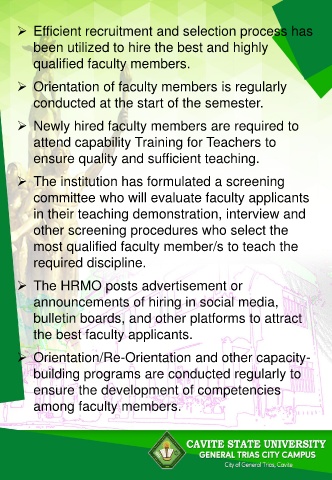 ➢ Efficient recruitment and selection process has
been utilized to hire the best and highly
qualified faculty members.
➢ Orientation of faculty members is regularly
conducted at the start of the semester.
➢ Newly hired faculty members are required to
attend capability Training for Teachers to
ensure quality and sufficient teaching.
➢ The institution has formulated a screening
committee who will evaluate faculty applicants
in their teaching demonstration, interview and
other screening procedures who select the
most qualified faculty member/s to teach the
required discipline.
➢ The HRMO posts advertisement or
announcements of hiring in social media,
bulletin boards, and other platforms to attract
the best faculty applicants.
➢ Orientation/Re-Orientation and other capacity-
building programs are conducted regularly to
ensure the development of competencies
among faculty members.
CAVITE STATE UNIVERSITY
GENERAL TRIAS CITY CAMPUS
City of General Trias, Cavite